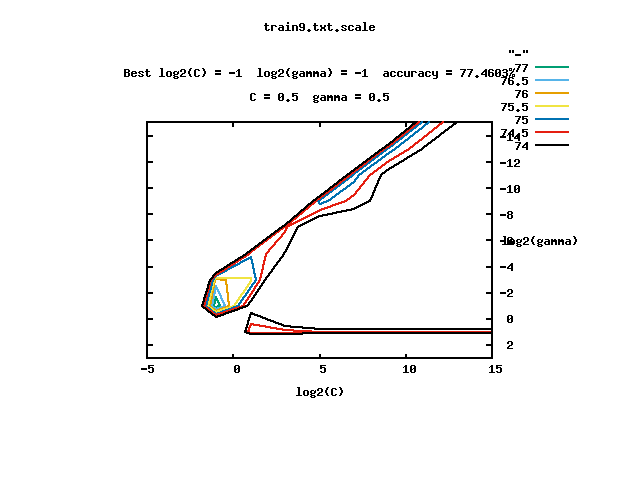 train9.txt.scale
"-"
Best log2(C) = -1  log2(gamma) = -1  accuracy = 77.4603%
77
76.5
C = 0.5  gamma = 0.5
76
75.5
75
74.5
-14
74
-12
-10
-8
-6
log2(gamma)
-4
-2
0
2
-5 0 5 10 15
log2(C)